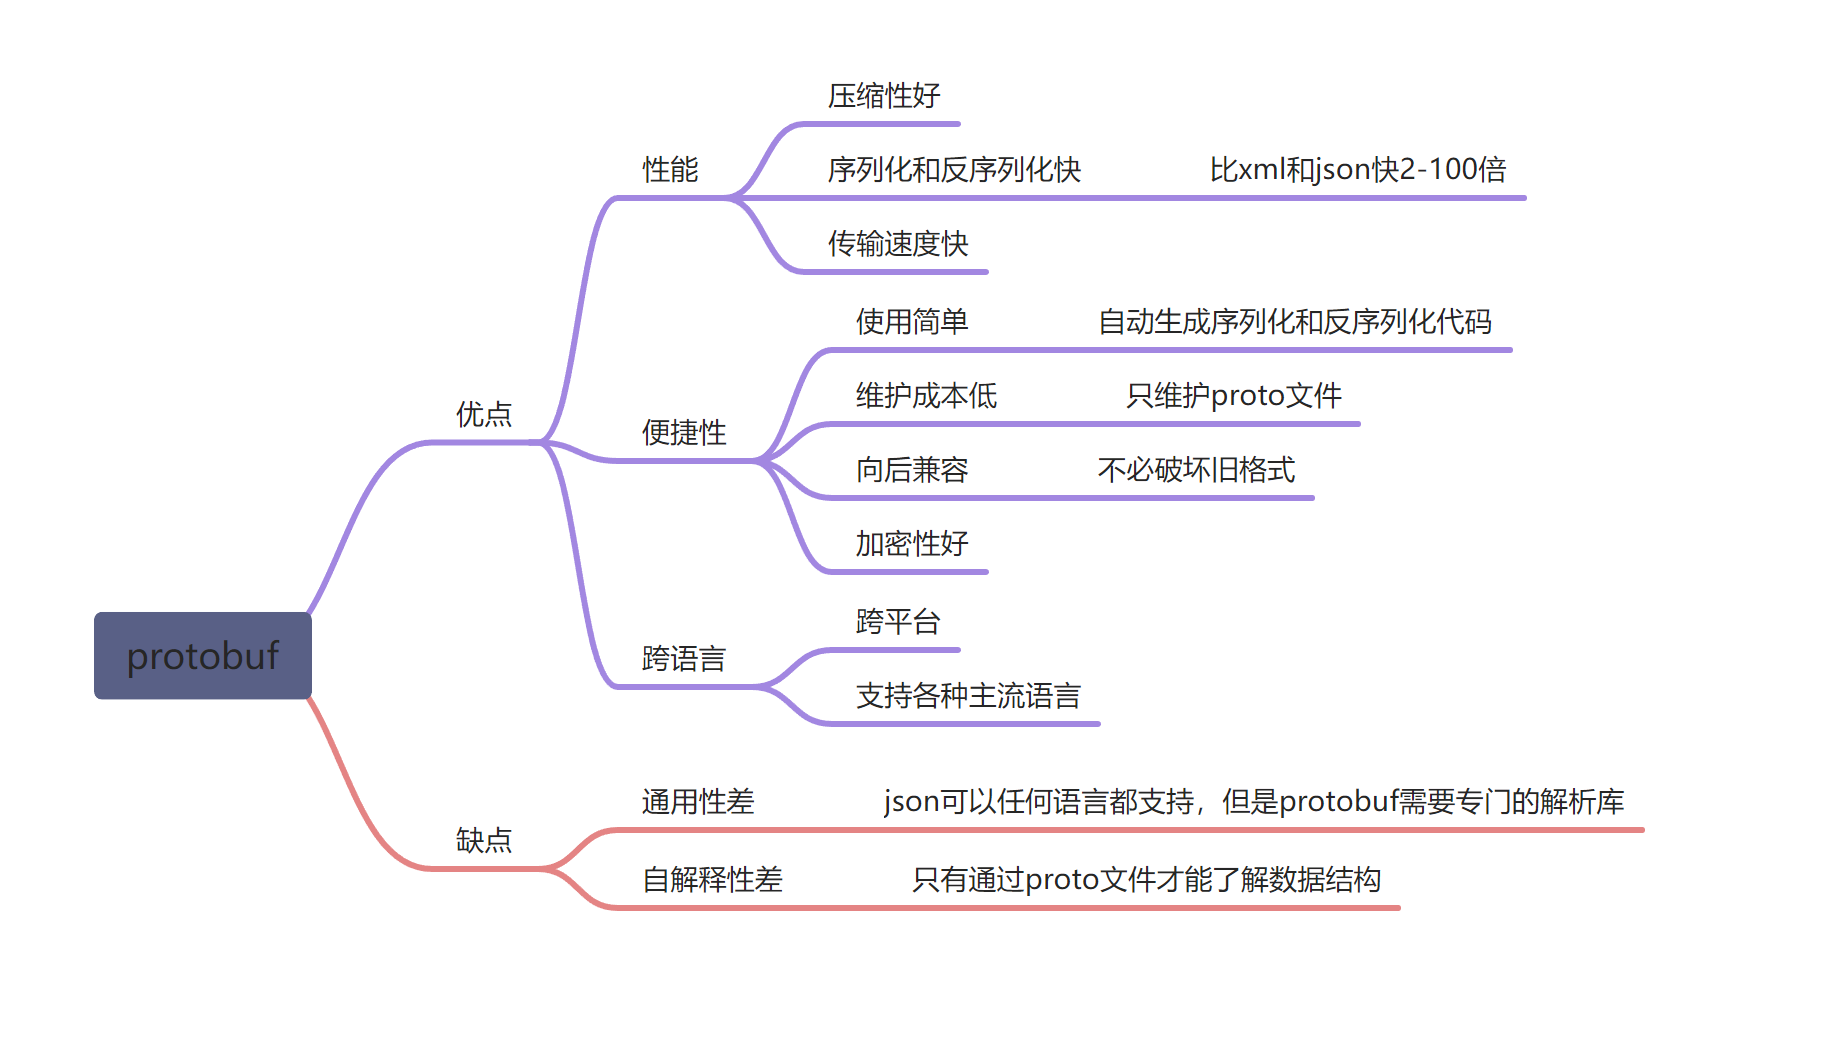 压缩性好
性能
序列化和反序列化快
比xml和json快2-100倍
传输速度快
使用简单
自动生成序列化和反序列化代码
维护成本低
只维护proto文件
优点
便捷性
向后兼容
不必破坏旧格式
加密性好
跨平台
protobuf
跨语言
支持各种主流语言
通用性差
json可以任何语言都支持，但是protobuf需要专门的解析库
缺点
自解释性差
只有通过proto文件才能了解数据结构